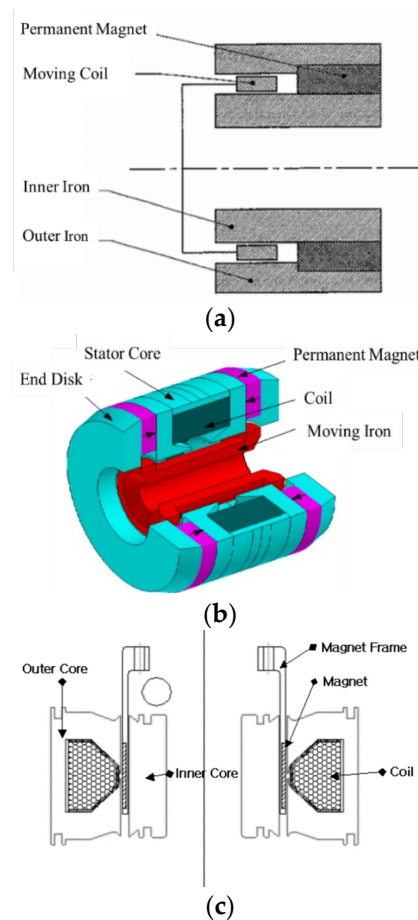 Permanent Magnet
Moving Coil
Inner Iron
Outer Iron
(a)
Stator Core
Permanent Magnet
End Disk
Coil
Moving Iron
(b)
Magnet Frame
Outer Core
Magnet
Inner Core
Coil
(c)